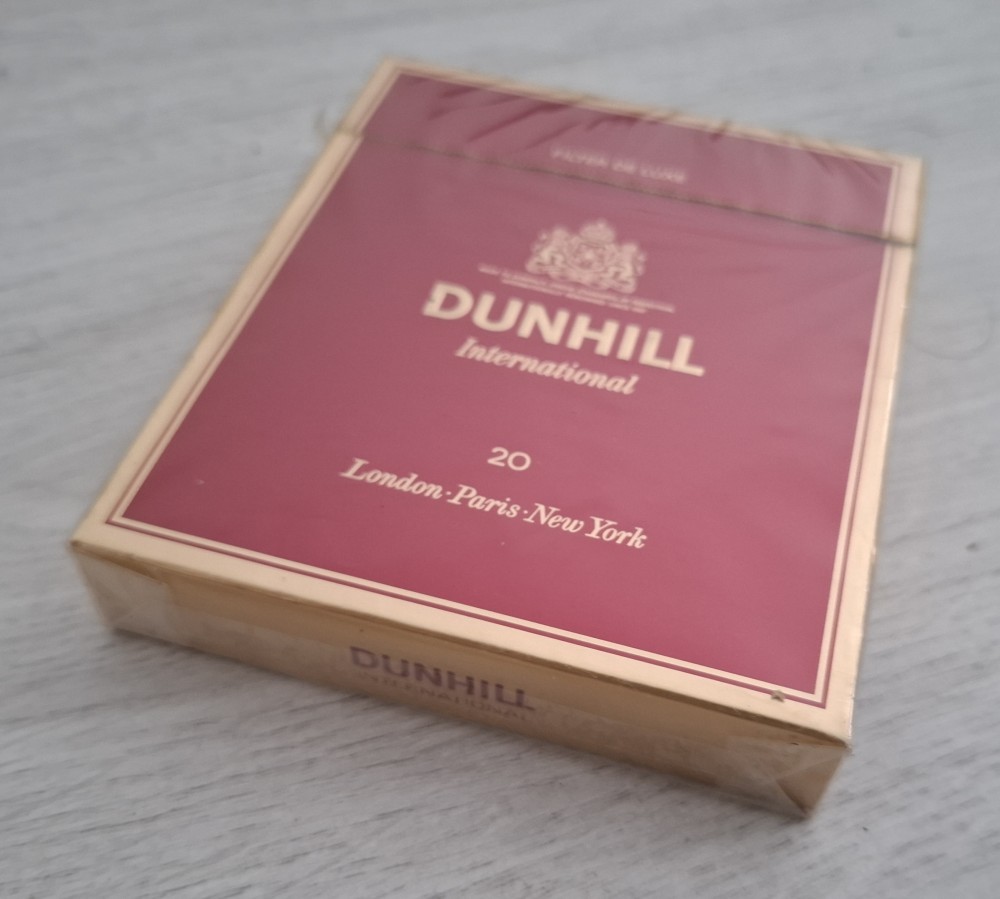 FILTER DE LUXE
DUNHILL
International
20
London·Paris·New York
DUNHILL
INTERNATIONAL